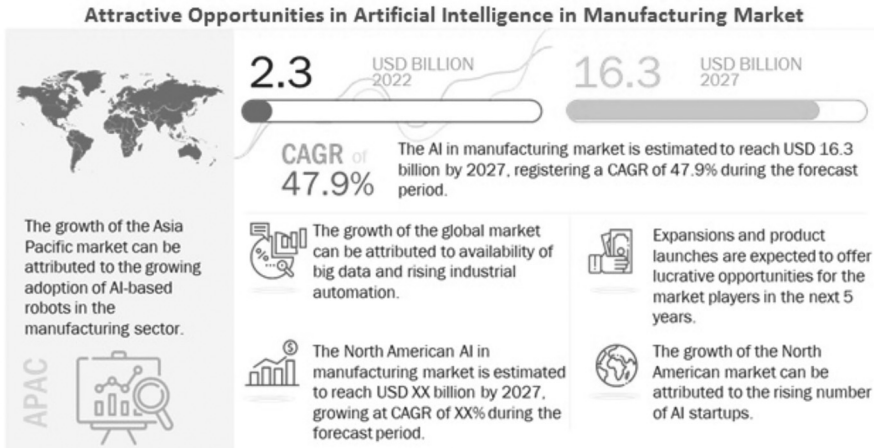 Attractive Opportunities in Artificial Intelligence in Manufacturing Market
2.3
USD BILLION
2022
16.3
USD BILLION
2027
CAGR of
47.9%
The AI in manufacturing market is estimated to reach USD 16.3
billion by 2027, registering a CAGR of 47.9% during the forecast
period.
The growth of the Asia
Pacific market can be
attributed to the growing
adoption of AI-based
robots in the
manufacturing sector.
APAC
The growth of the global market
can be attributed to availability of
big data and rising industrial
automation.
Expansions and product
launches are expected to offer
lucrative opportunities for the
market players in the next 5
years.
The North American AI in
manufacturing market is estimated
to reach USD XX billion by 2027,
growing at CAGR of XX% during the
forecast period.
The growth of the North
American market can be
attributed to the rising number
of AI startups.